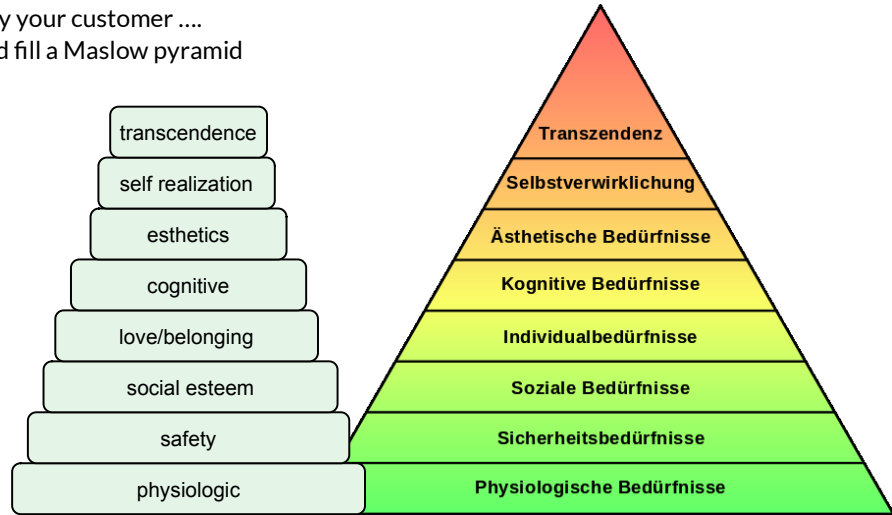 y your customer ....
d fill a Maslow pyramid
transcendence
self realization
esthetics
cognitive
love/belonging
social esteem
safety
physiologic
Transzendenz
Selbstverwirklichung
Ästhetische Bedürfnisse
Kognitive Bedürfnisse
Individualbedürfnisse
Soziale Bedürfnisse
Sicherheitsbedürfnisse
Physiologische Bedürfnisse